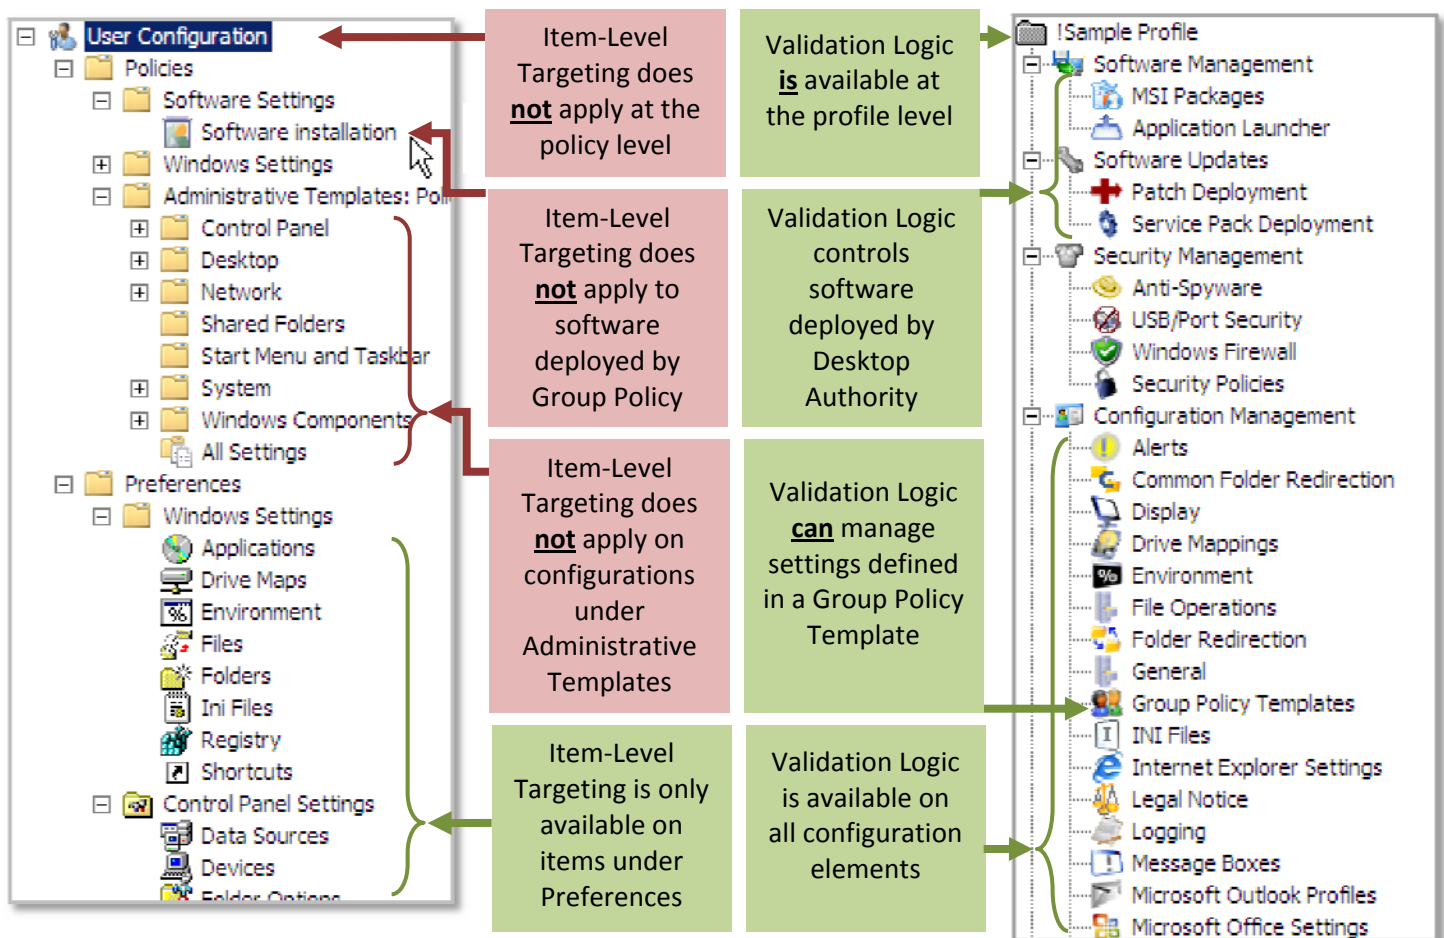 User Configuration
Policies
Software Settings
Software installation
Windows Settings
Administrative Templates: Poli
Control Panel
Desktop
Network
Shared Folders
Start Menu and Taskbar
System
Windows Components
All Settings
Preferences
Windows Settings
Applications
Drive Maps
Environment
Files
Folders
Ini Files
Registry
Shortcuts
Control Panel Settings
Data Sources
Devices
Folder Options
Item-Level
Targeting does
not apply at the
policy level
Item-Level
Targeting does
not apply to
software
deployed by
Group Policy
Item-Level
Targeting does
not apply on
configurations
under
Administrative
Templates
Item-Level
Targeting is only
available on
items under
Preferences
Validation Logic
is available at
the profile level
Validation Logic
controls
software
deployed by
Desktop
Authority
Validation Logic
can manage
settings defined
in a Group Policy
Template
Validation Logic
is available on
all configuration
elements
!Sample Profile
Software Management
MSI Packages
Application Launcher
Software Updates
Patch Deployment
Service Pack Deployment
Security Management
Anti-Spyware
USB/Port Security
Windows Firewall
Security Policies
Configuration Management
Alerts
Common Folder Redirection
Display
Drive Mappings
Environment
File Operations
Folder Redirection
General
Group Policy Templates
INI Files
Internet Explorer Settings
Legal Notice
Logging
Message Boxes
Microsoft Outlook Profiles
Microsoft Office Settings